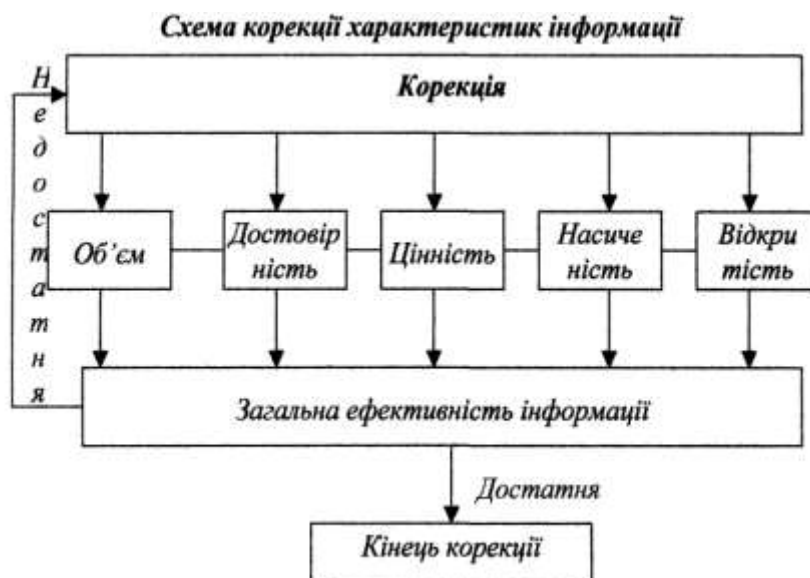 Схема корекції характеристик інформації
Недостатня
Корекція
Об'єм
Достовір
ність
Цінність
Насиче
ність
Відкри
тість
Загальна ефективність інформації
Достатня
Кінець корекції